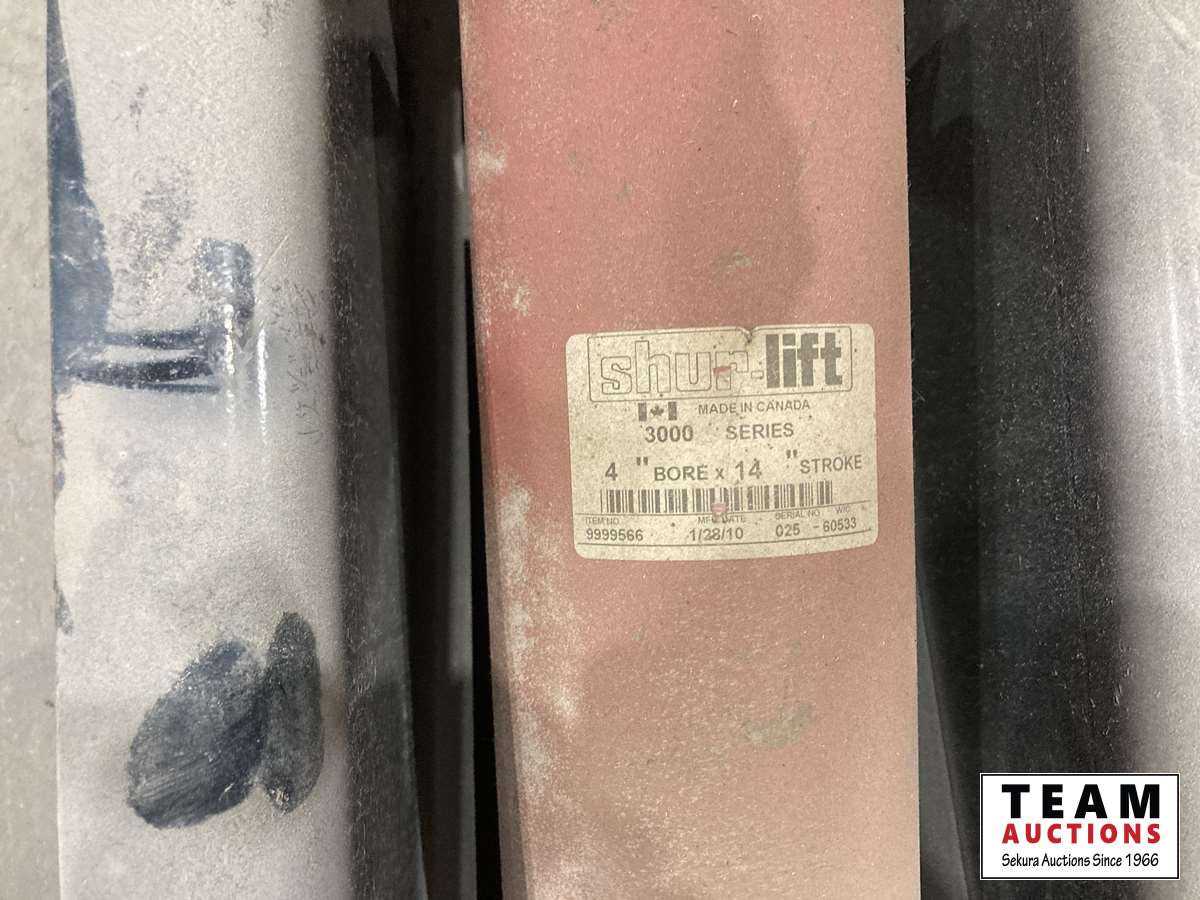 shur-lift
MADE IN CANADA
3000 SERIES
4 " BORE x 14 " STROKE
ITEM NO. MFG DATE SERIAL NO W/C
9999566 1/28/10 025 - 60533
TEAM
AUCTIONS
Sekura Auctions Since 1966